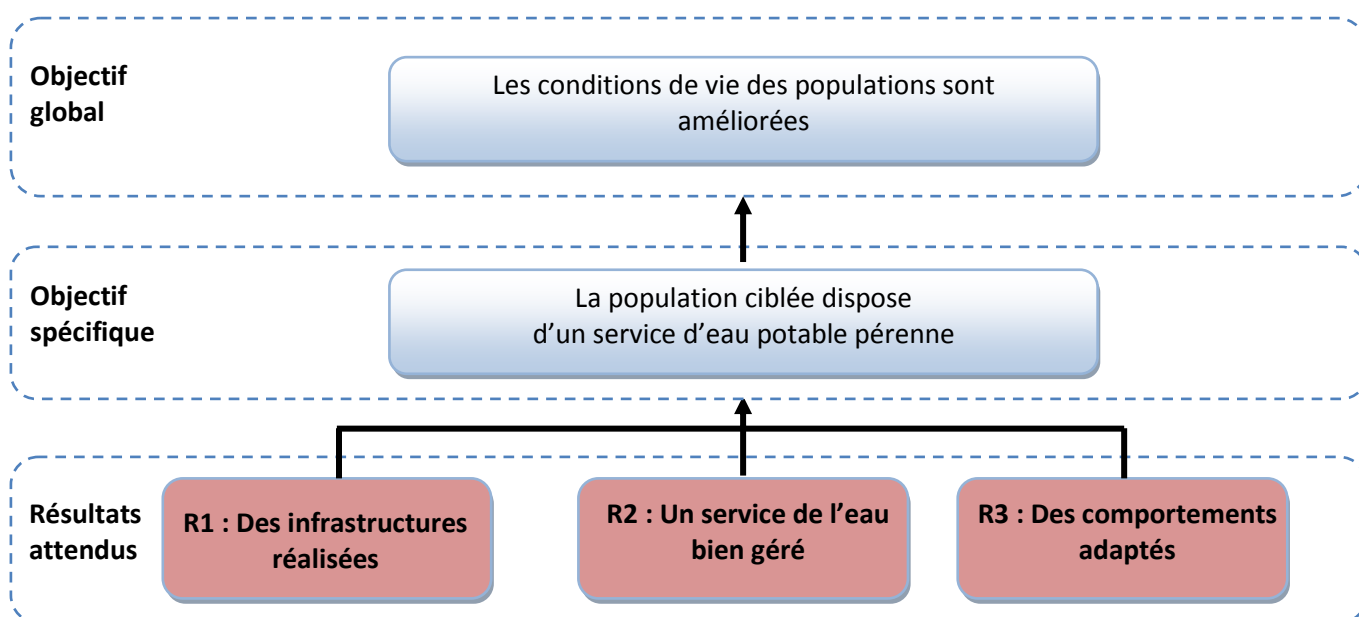 Objectif
global
Les conditions de vie des populations sont
améliorées
Objectif
spécifique
La population ciblée dispose
d’un service d’eau potable pérenne
Résultats
attendus
R1 : Des infrastructures
réalisées
R2 : Un service de l’eau
bien géré
R3 : Des comportements
adaptés